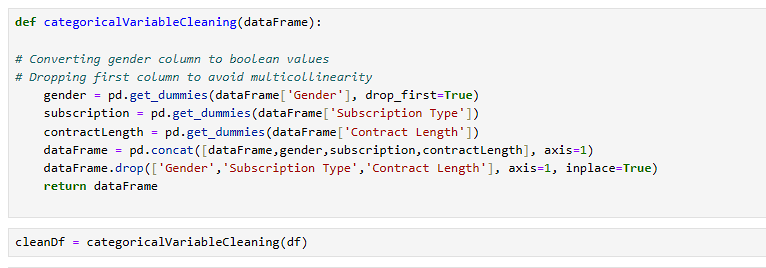 def categoricalVariableCleaning(dataFrame):
# Converting gender column to boolean values
# Dropping first column to avoid multicollinearity
    gender = pd.get_dummies(dataFrame['Gender'], drop_first=True)
    subscription = pd.get_dummies(dataFrame['Subscription Type'])
    contractLength = pd.get_dummies(dataFrame['Contract Length'])
    dataFrame = pd.concat([dataFrame,gender,subscription,contractLength], axis=1)
    dataFrame.drop(['Gender','Subscription Type','Contract Length'], axis=1, inplace=True)
    return dataFrame
cleanDf = categoricalVariableCleaning(df)